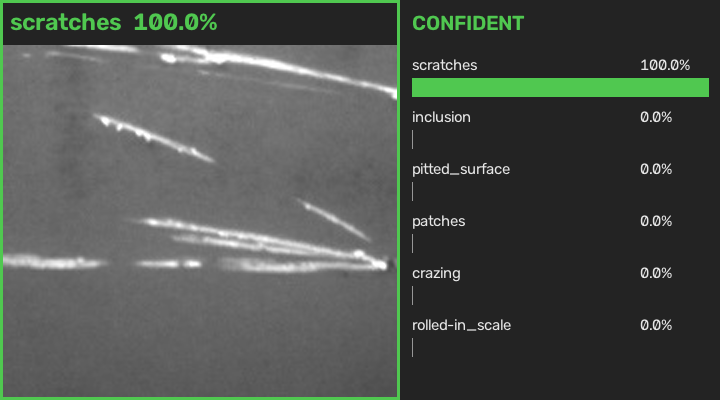 scratches 100.0%
CONFIDENT
scratches 100.0%
inclusion 0.0%
pitted_surface 0.0%
patches 0.0%
crazing 0.0%
rolled-in_scale 0.0%